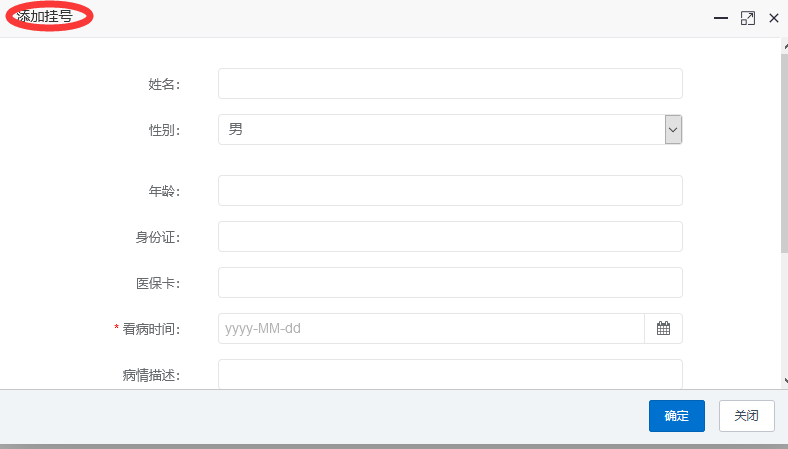 添加挂号
姓名：
性别： 男
年龄：
身份证：
医保卡：
* 看病时间： yyyy-MM-dd
病情描述：
确定 关闭